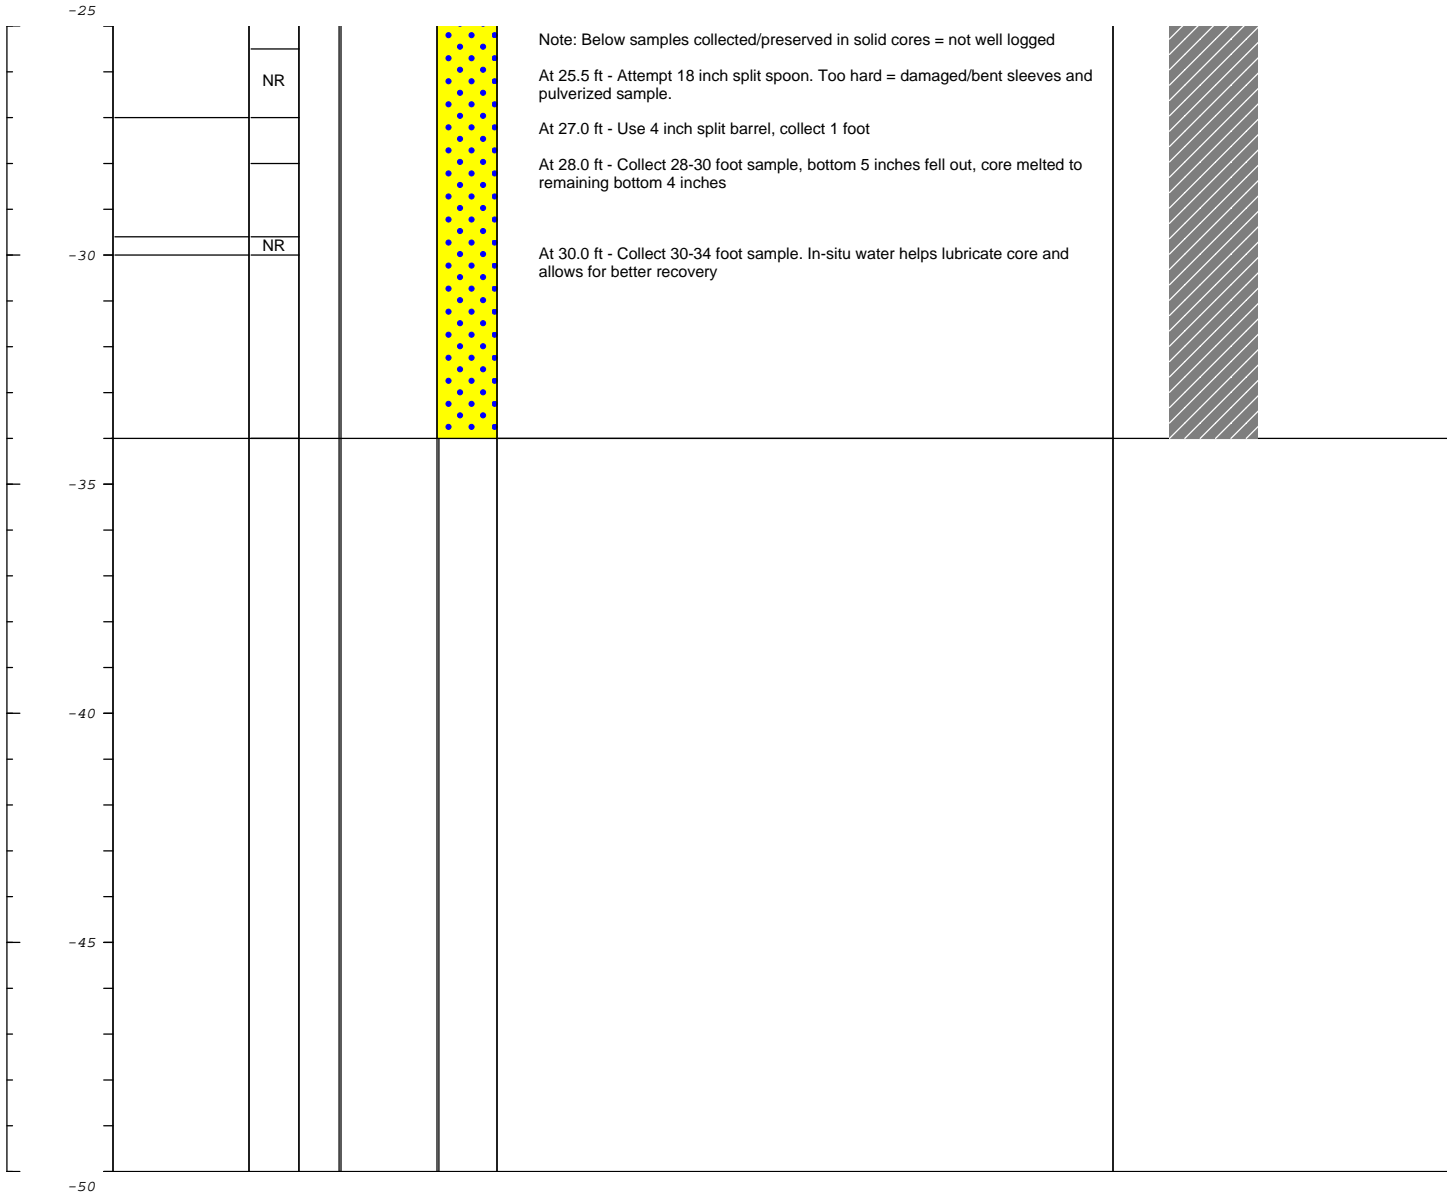 -25
Note: Below samples collected/preserved in solid cores = not well logged
NR
At 25.5 ft - Attempt 18 inch split spoon. Too hard = damaged/bent sleeves and
pulverized sample.
At 27.0 ft - Use 4 inch split barrel, collect 1 foot
At 28.0 ft - Collect 28-30 foot sample, bottom 5 inches fell out, core melted to
remaining bottom 4 inches
NR
-30
At 30.0 ft - Collect 30-34 foot sample. In-situ water helps lubricate core and
allows for better recovery
-35
-40
-45
-50